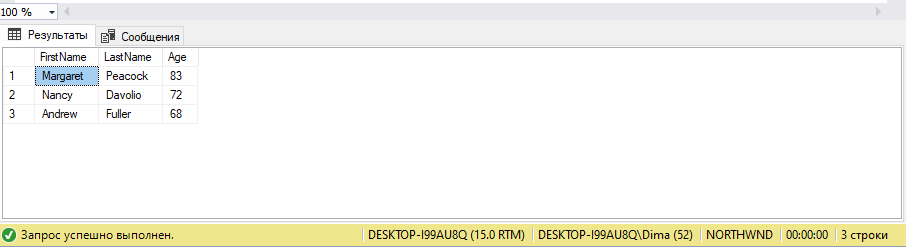 100 %
Результаты Сообщения
FirstName LastName Age
1 Margaret Peacock 83
2 Nancy Davolio 72
3 Andrew Fuller 68
Запрос успешно выполнен. DESKTOP-I99AU8Q (15.0 RTM) DESKTOP-I99AU8Q\Dima (52) NORTHWND 00:00:00 3 строки